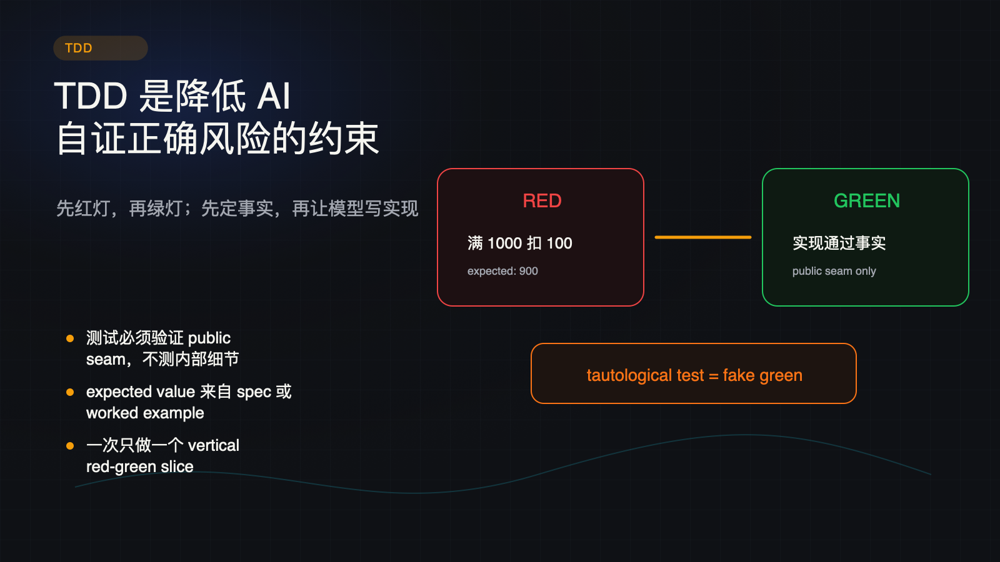 TDD
TDD 是降低 AI
自证正确风险的约束
先红灯，再绿灯；先定事实，再让模型写实现
测试必须验证 public
seam，不测内部细节
expected value 来自 spec 或
worked example
一次只做一个 vertical
red-green slice
RED
满 1000 扣 100
expected: 900
GREEN
实现通过事实
public seam only
tautological test = fake green